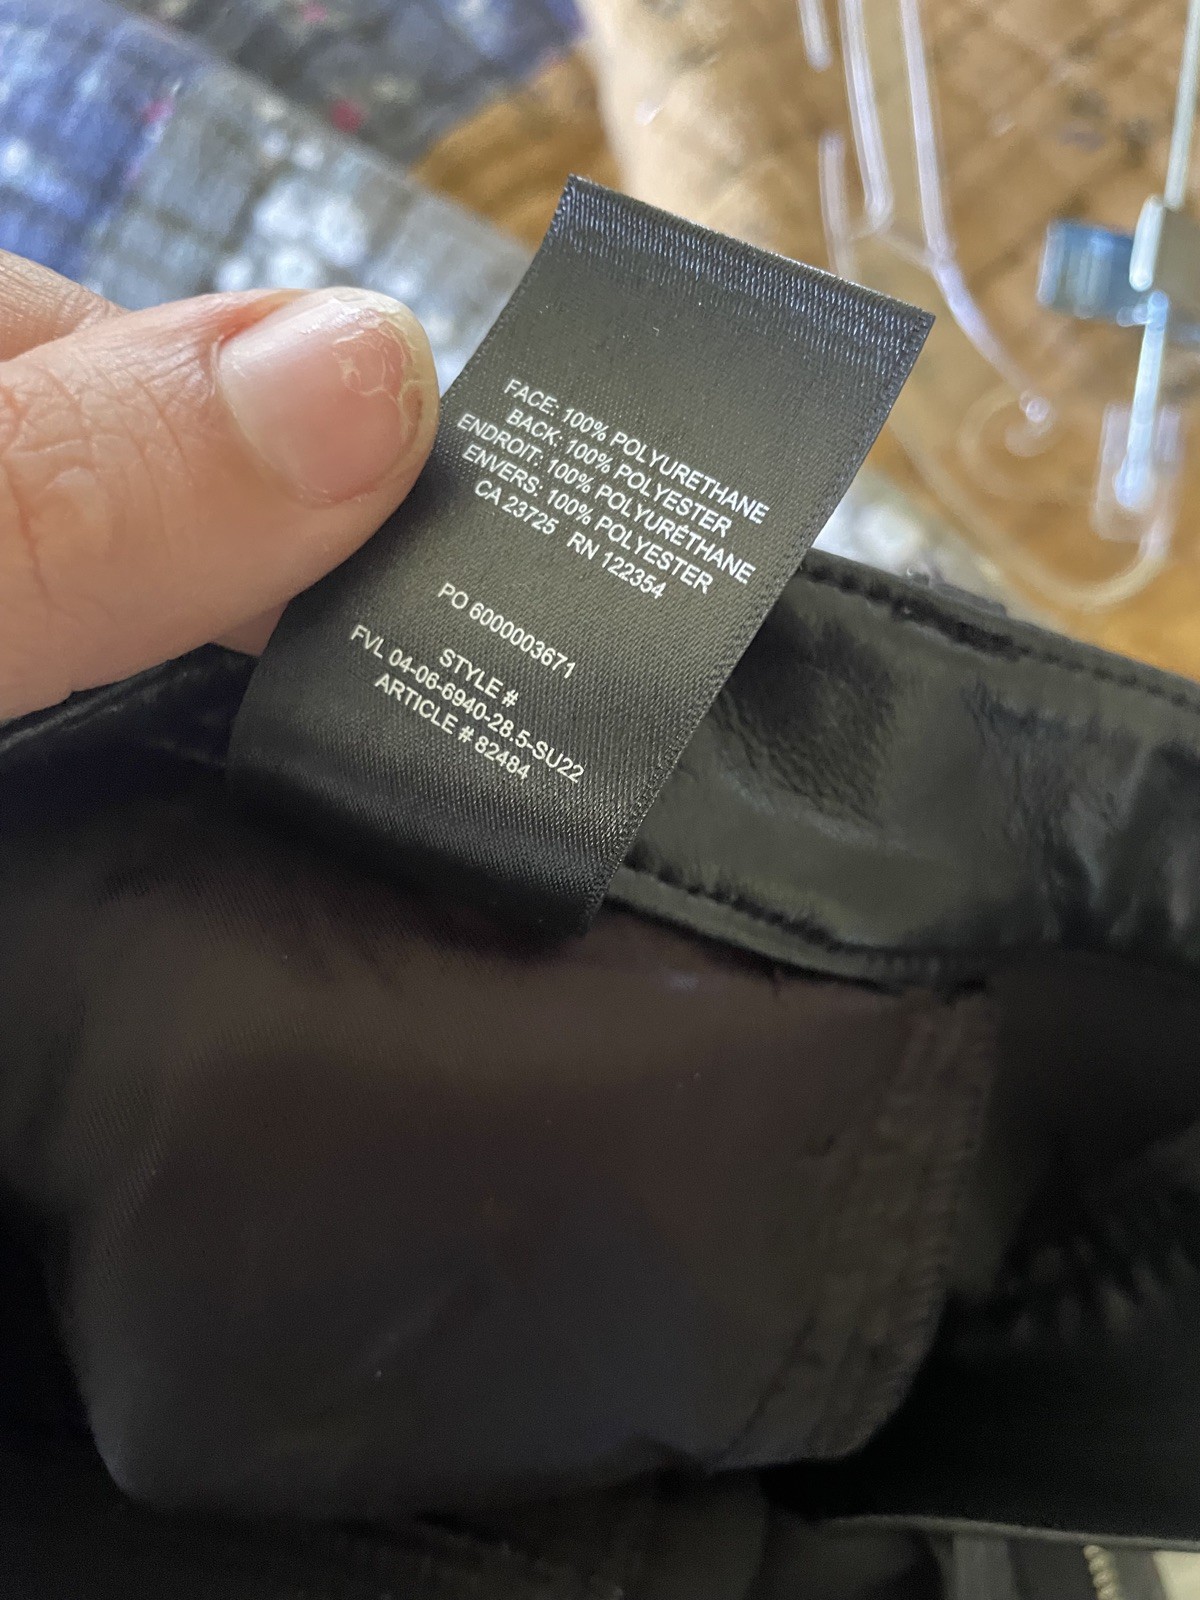 FACE: 100% POLYURETHANE
BACK: 100% POLYESTER
ENDROIT: 100% POLYURÉTHANE
ENVERS: 100% POLYESTER
CA 23725 RN 122354
PO 6000003671
STYLE #
FVL 04-06-6940-28.5-SU22
ARTICLE # 82484